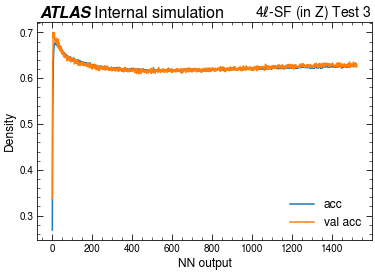 ATLAS Internal simulation 4ℓ-SF (in Z) Test 3
0.7
0.6
0.5
0.4
0.3
Density
0 200 400 600 800 1000 1200 1400
NN output
acc
val acc